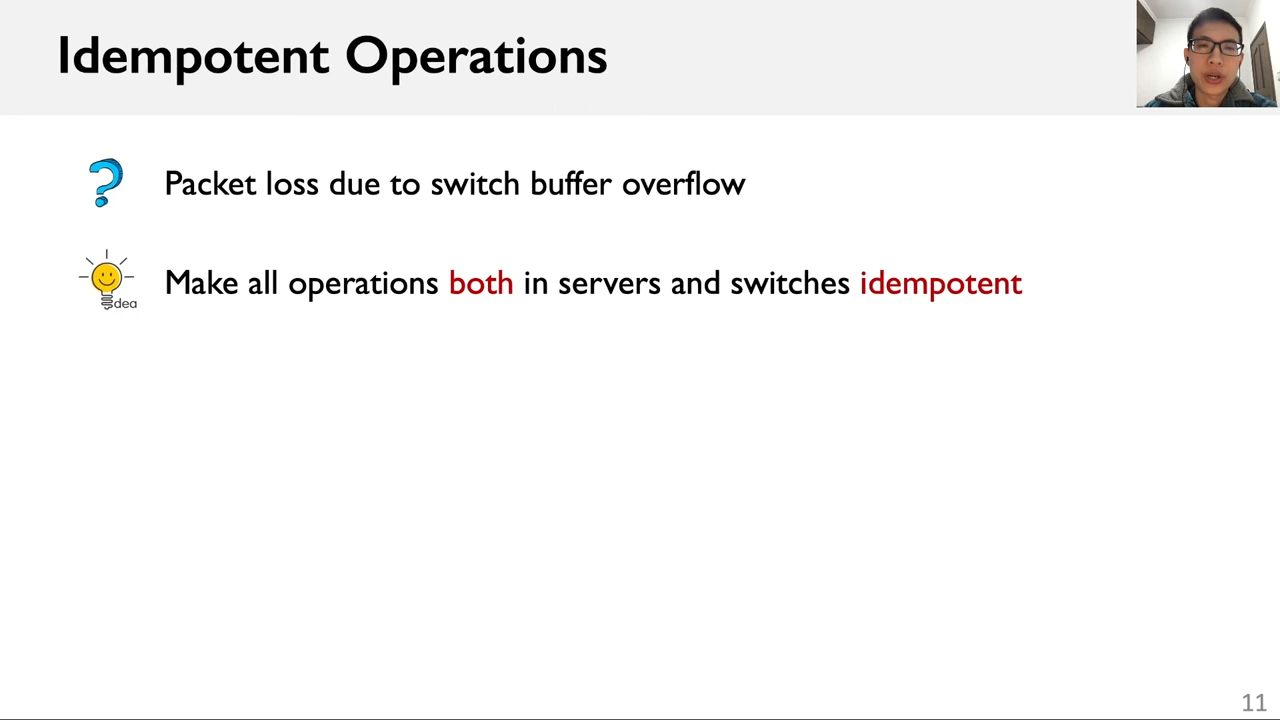 Idempotent Operations
Packet loss due to switch buffer overflow
dea
Make all operations both in servers and switches idempotent
11